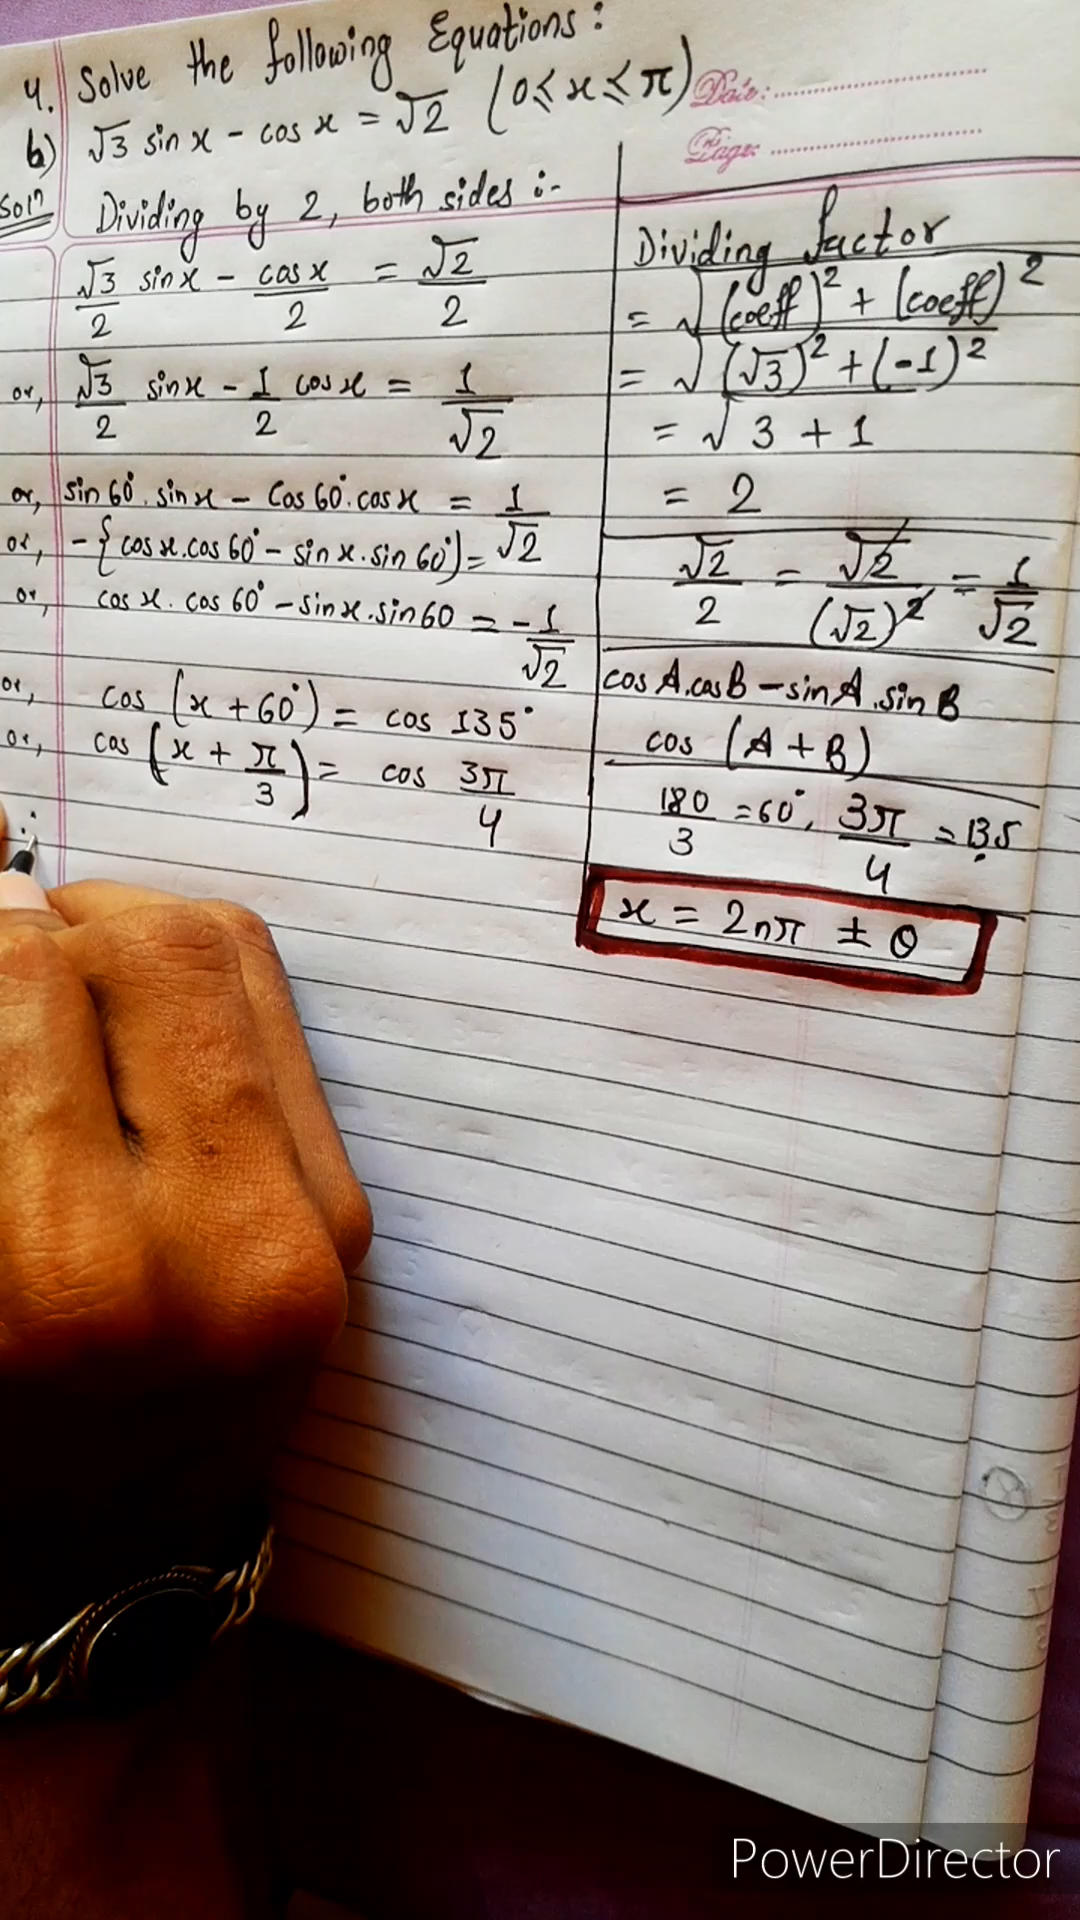 4. Solve the following Equations :
b) √3 sin x - cos x = √2 (0 ≤ x ≤ π)
Date: ........................
Page: ........................
Solⁿ Dividing by 2, both sides :-
√3/2 sin x - cos x/2 = √2/2
or, √3/2 sin x - 1/2 cos x = 1/√2
or, sin 60°. sin x - Cos 60°. cos x = 1/√2
or, -{cos x. cos 60° - sin x. sin 60°) = 1/√2
or, cos x. cos 60° - sin x. sin 60 = -1/√2
or, cos (x + 60°) = cos 135°
or, cos (x + π/3) = cos 3π/4
∴
Dividing factor
= √(coeff)² + (coeff)²
= √(√3)² + (-1)²
= √3 + 1
= 2
√2/2 = √2/(√2)² = 1/√2
cos A. cos B - sin A. sin B
cos (A + B)
180/3 = 60°, 3π/4 = 135
x = 2nπ ± θ
PowerDirector